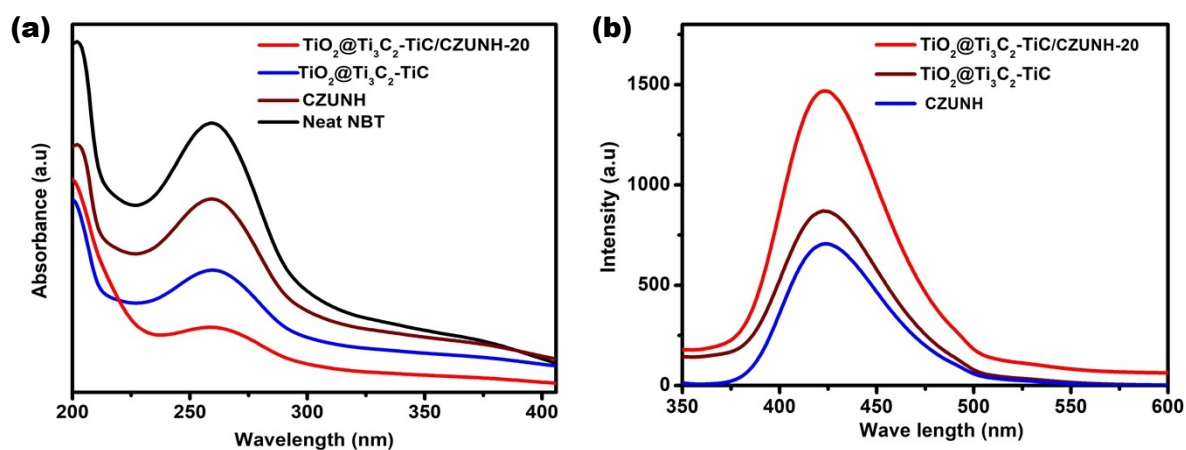 (a)
TiO₂@Ti₃C₂-TiC/CZUNH-20
TiO₂@Ti₃C₂-TiC
CZUNH
Neat NBT
Absorbance (a.u)
200 250 300 350 400
Wavelength (nm)
(b)
TiO₂@Ti₃C₂-TiC/CZUNH-20
TiO₂@Ti₃C₂-TiC
CZUNH
Intensity (a.u)
1500
1000
500
0
350 400 450 500 550 600
Wave length (nm)